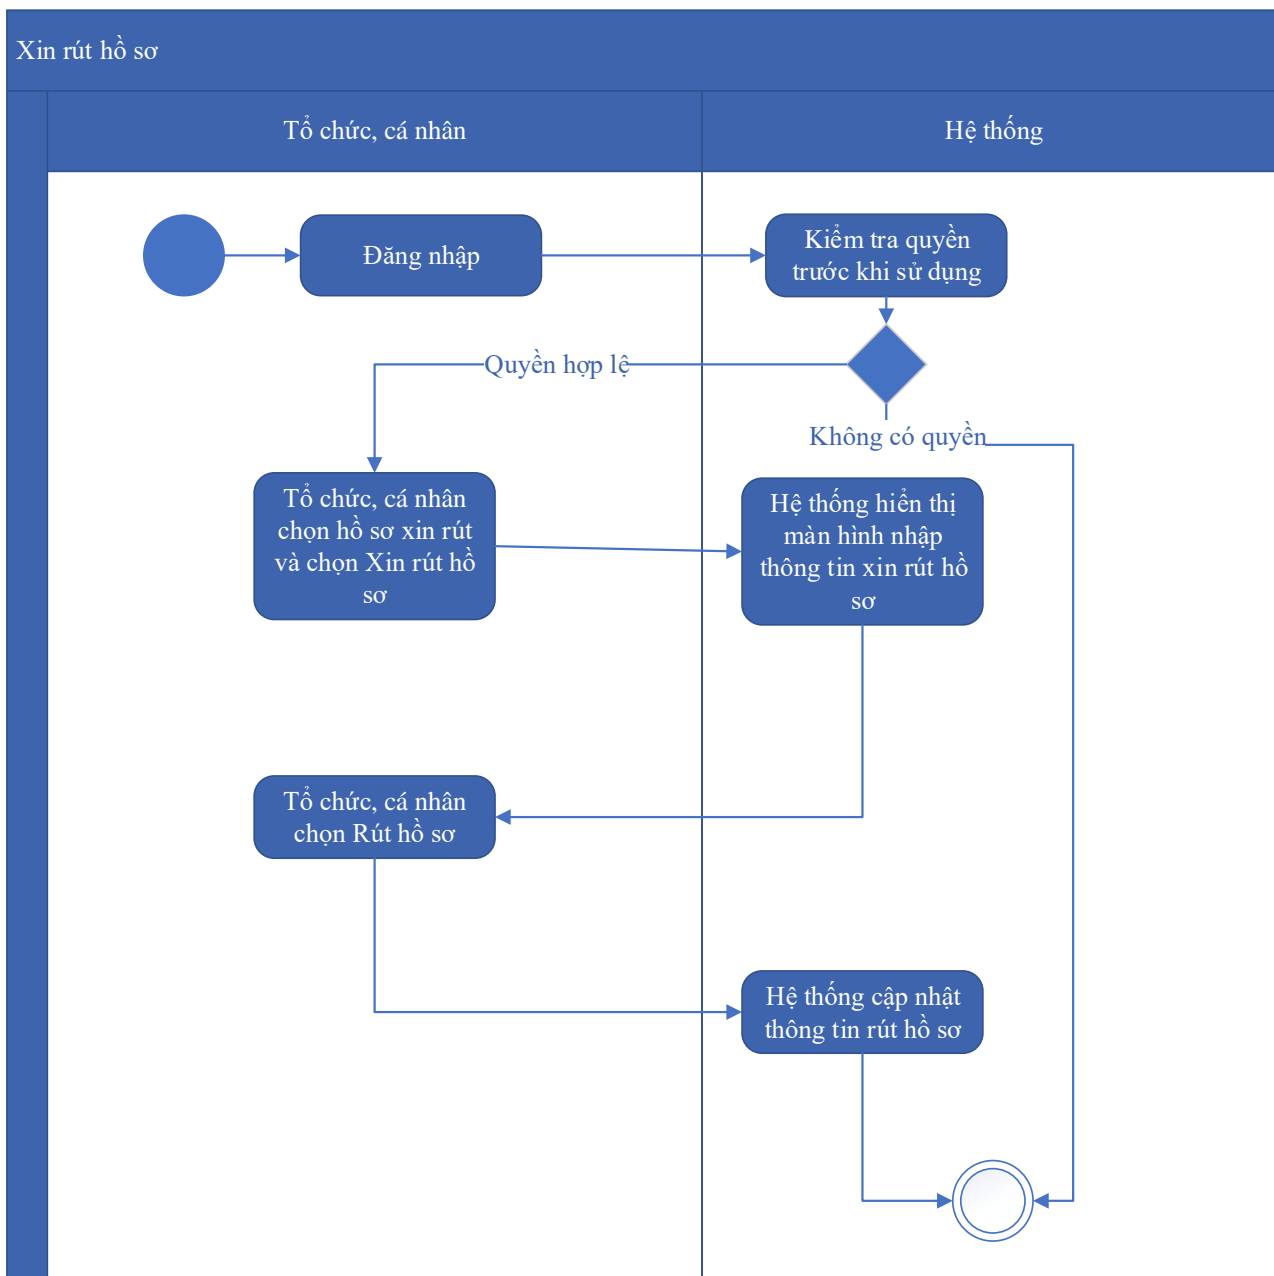 Xin rút hồ sơ
Tổ chức, cá nhân
Hệ thống
Đăng nhập
Kiểm tra quyền
trước khi sử dụng
Quyền hợp lệ
Không có quyền
Tổ chức, cá nhân
chọn hồ sơ xin rút
và chọn Xin rút hồ
sơ
Hệ thống hiển thị
màn hình nhập
thông tin xin rút hồ
sơ
Tổ chức, cá nhân
chọn Rút hồ sơ
Hệ thống cập nhật
thông tin rút hồ sơ